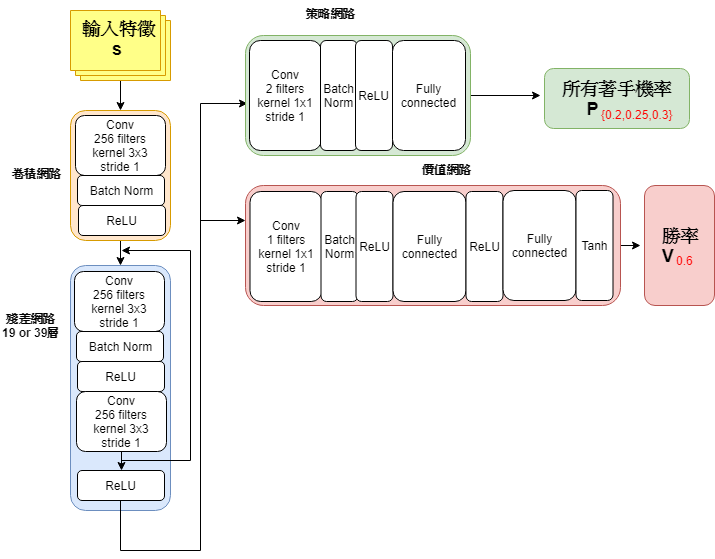 輸入特徵
s
卷積網路
Conv
256 filters
kernel 3x3
stride 1
Batch Norm
ReLU
殘差網路
19 or 39層
Conv
256 filters
kernel 3x3
stride 1
Batch Norm
ReLU
Conv
256 filters
kernel 3x3
stride 1
ReLU
策略網路
Conv
2 filters
kernel 1x1
stride 1
Batch
Norm
ReLU
Fully
connected
所有著手機率
P {0.2,0.25,0.3}
價值網路
Conv
1 filters
kernel 1x1
stride 1
Batch
Norm
ReLU
Fully
connected
ReLU
Fully
connected
Tanh
勝率
V 0.6